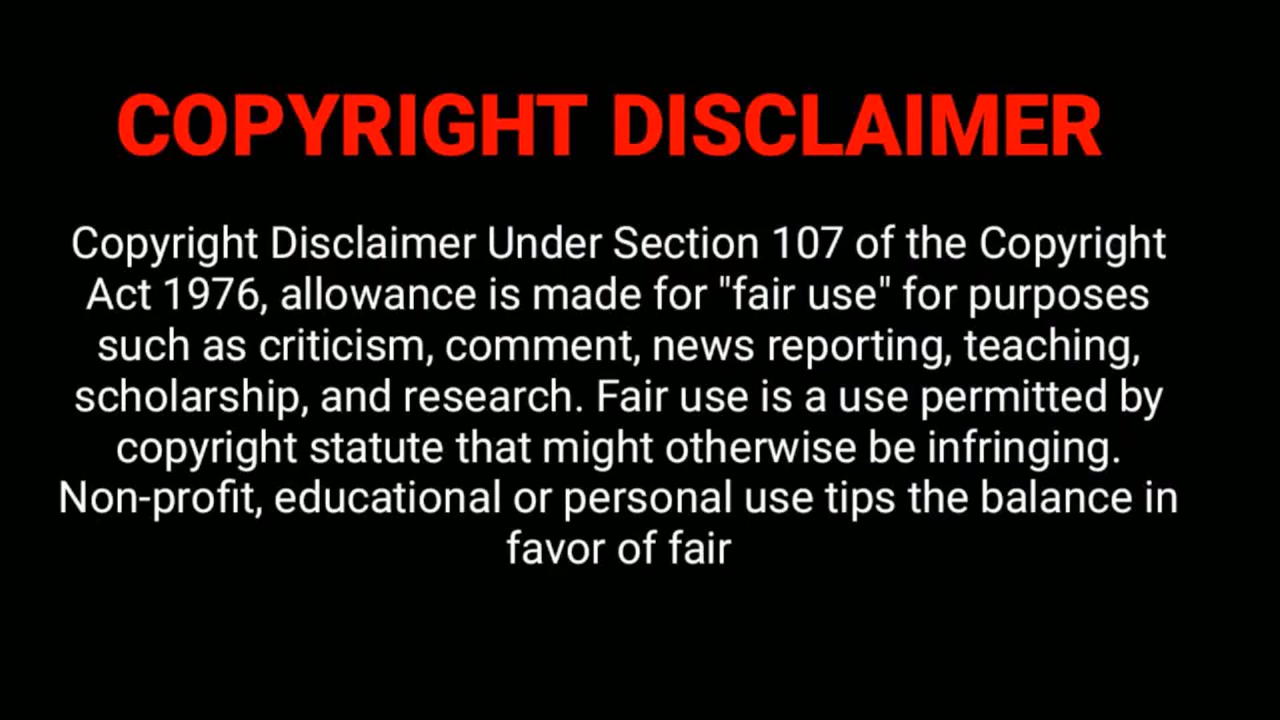 COPYRIGHT DISCLAIMER
Copyright Disclaimer Under Section 107 of the Copyright
Act 1976, allowance is made for "fair use" for purposes
such as criticism, comment, news reporting, teaching,
scholarship, and research. Fair use is a use permitted by
copyright statute that might otherwise be infringing.
Non-profit, educational or personal use tips the balance in
favor of fair